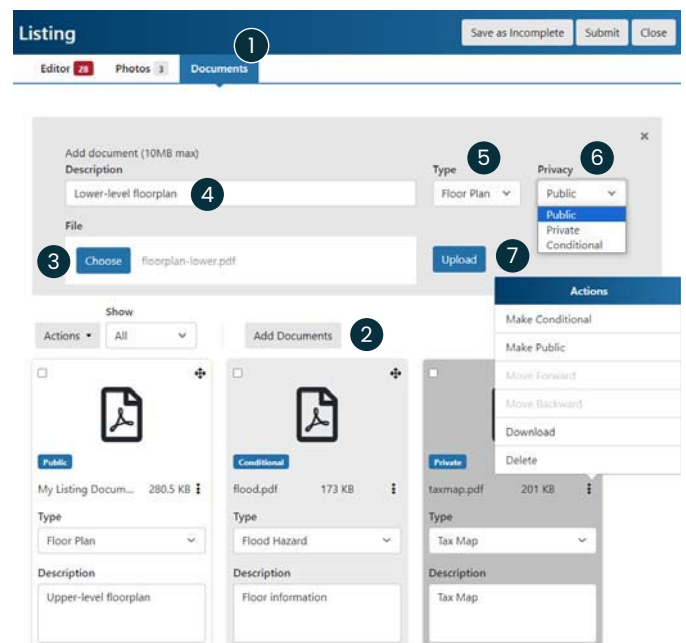 Listing
Save as Incomplete Submit Close
1
Editor 28 Photos 3 Documents
Add document (10MB max)
Description
Type
5
Privacy
6
Lower-level floorplan
4
Floor Plan
Public
Public
Private
Conditional
File
3
Choose floorplan-lower.pdf
Upload
7
Actions
Make Conditional
Make Public
Move Forward
Move Backward
Download
Delete
Show
Actions All
Add Documents
2
Public
My Listing Docum... 280.5 KB
Type
Floor Plan
Description
Upper-level floorplan
Conditional
flood.pdf 173 KB
Type
Flood Hazard
Description
Floor information
Private
taxmap.pdf 201 KB
Type
Tax Map
Description
Tax Map